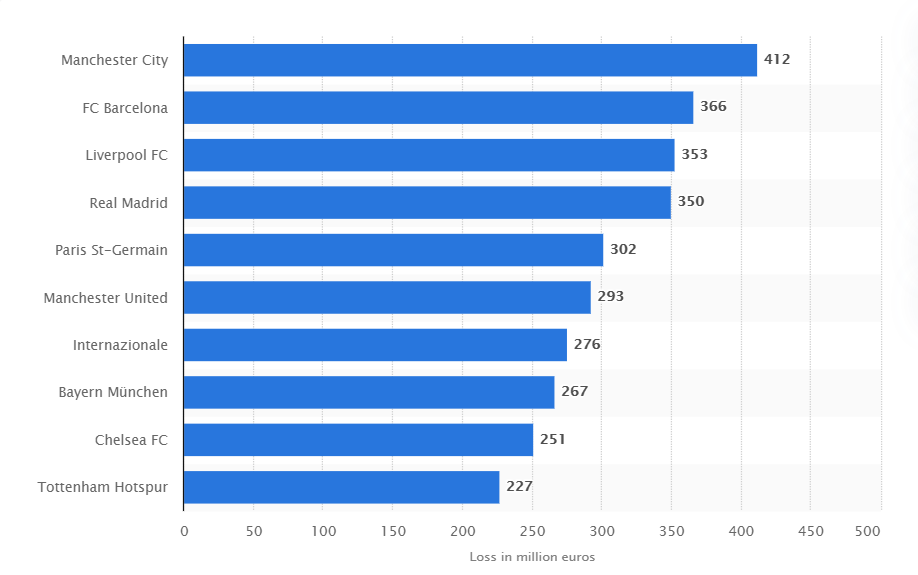 Manchester City 412
FC Barcelona 366
Liverpool FC 353
Real Madrid 350
Paris St-Germain 302
Manchester United 293
Internazionale 276
Bayern München 267
Chelsea FC 251
Tottenham Hotspur 227
0 50 100 150 200 250 300 350 400 450 500
Loss in million euros